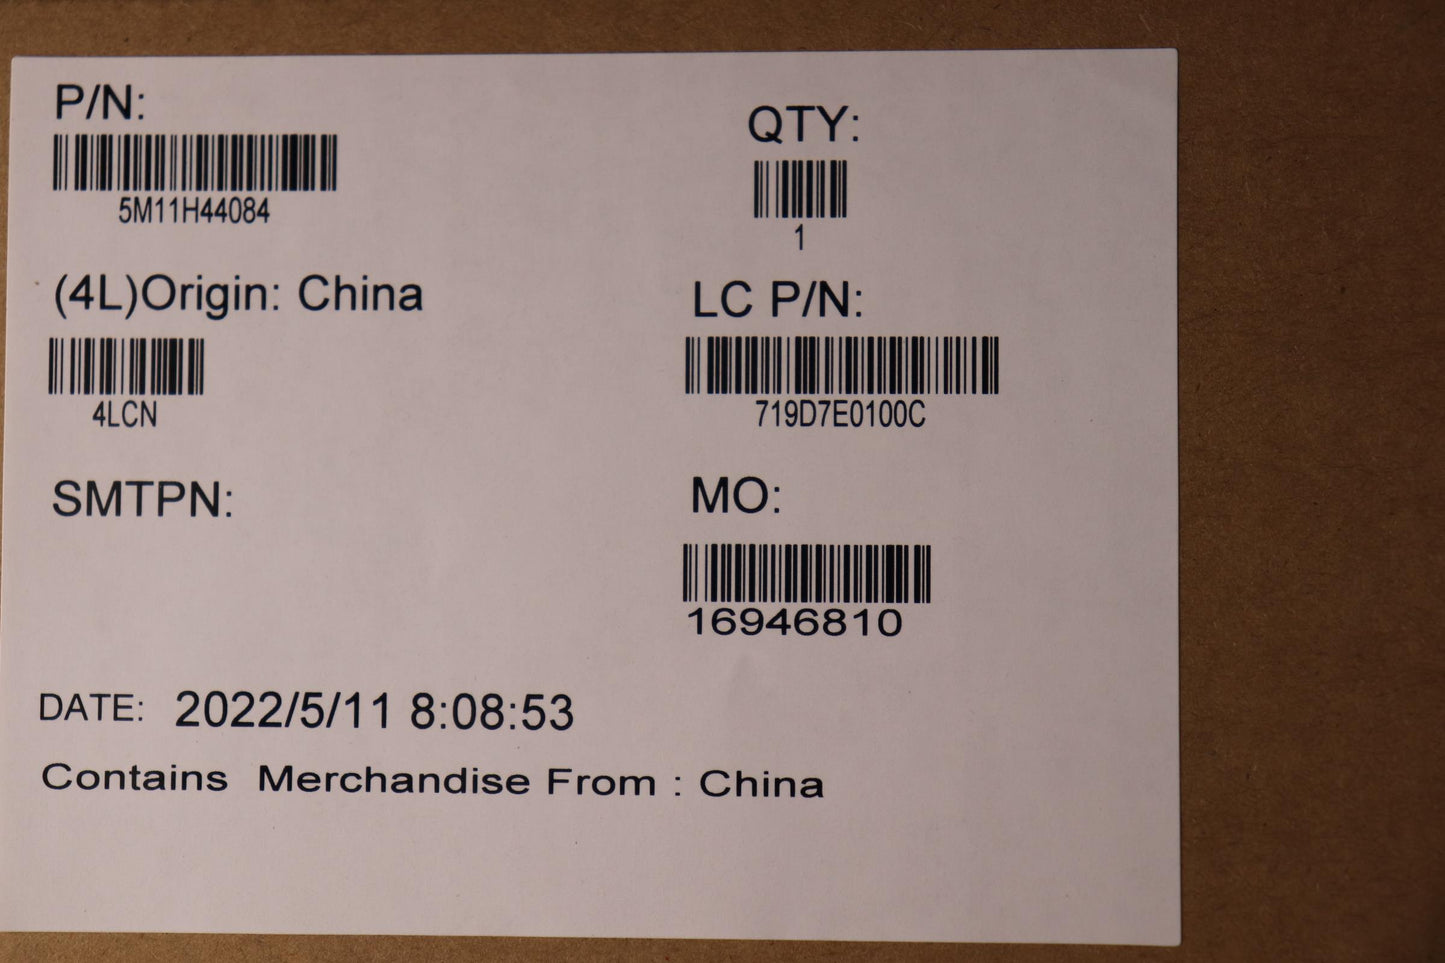 P/N:
5M11H44084
QTY:
1
(4L)Origin: China
4LCN
LC P/N:
719D7E0100C
SMTPN:
MO:
16946810
DATE: 2022/5/11 8:08:53
Contains Merchandise From : China